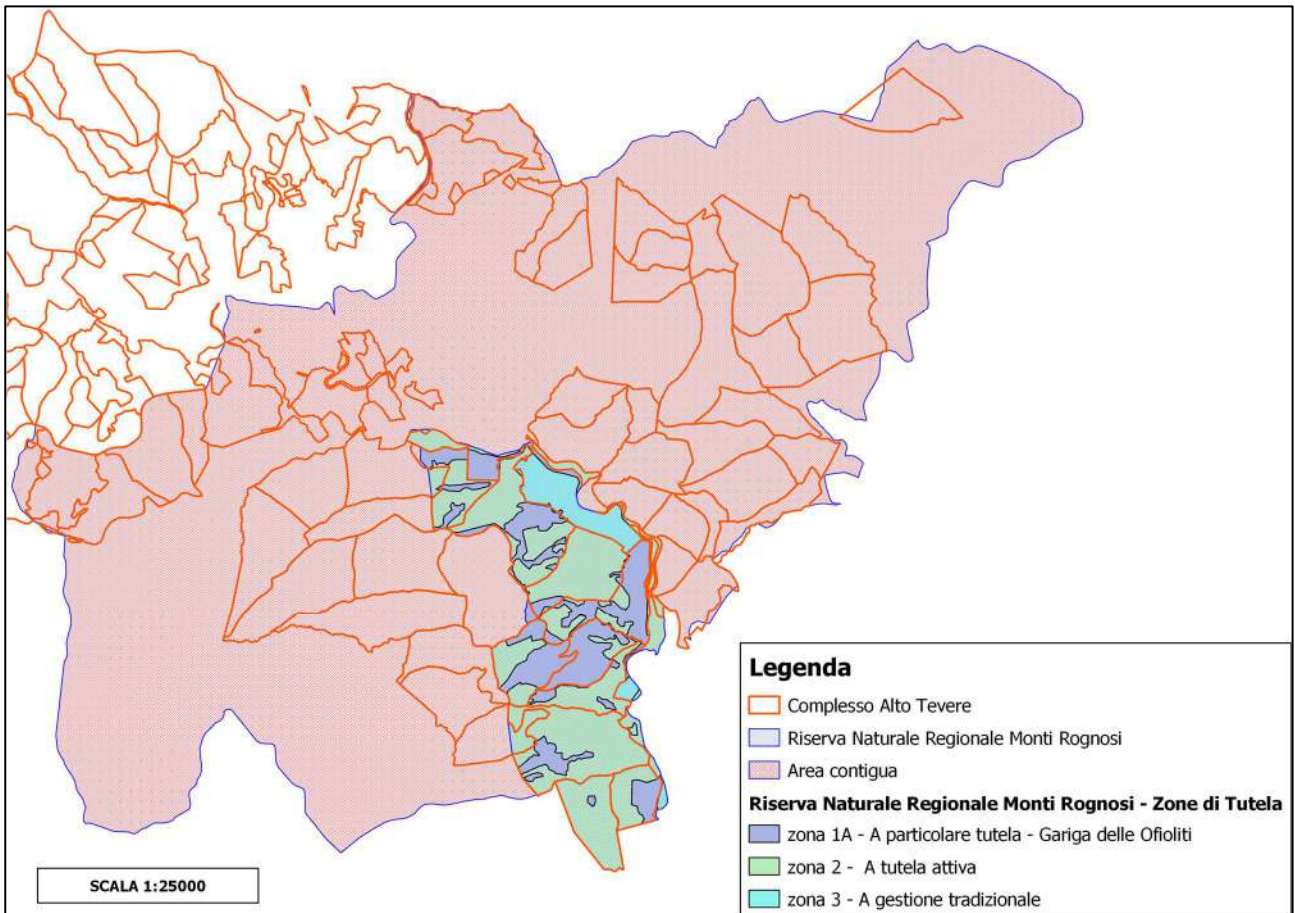 Legenda
Complesso Alto Tevere
Riserva Naturale Regionale Monti Rognosi
Area contigua
Riserva Naturale Regionale Monti Rognosi - Zone di Tutela
zona 1A - A particolare tutela - Gariga delle Ofioliti
zona 2 - A tutela attiva
zona 3 - A gestione tradizionale
SCALA 1:25000